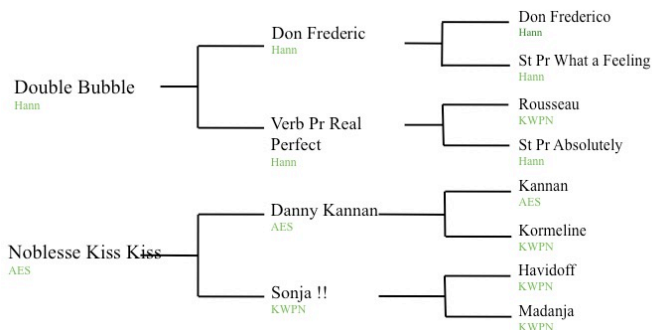 Double Bubble
Hann
Don Frederic
Hann
Don Frederico
Hann
St Pr What a Feeling
Hann
Verb Pr Real
Perfect
Hann
Rousseau
KWPN
St Pr Absolutely
Hann
Noblesse Kiss Kiss
AES
Danny Kannan
AES
Kannan
AES
Kormeline
KWPN
Sonja !!
KWPN
Havidoff
KWPN
Madanja
KWPN